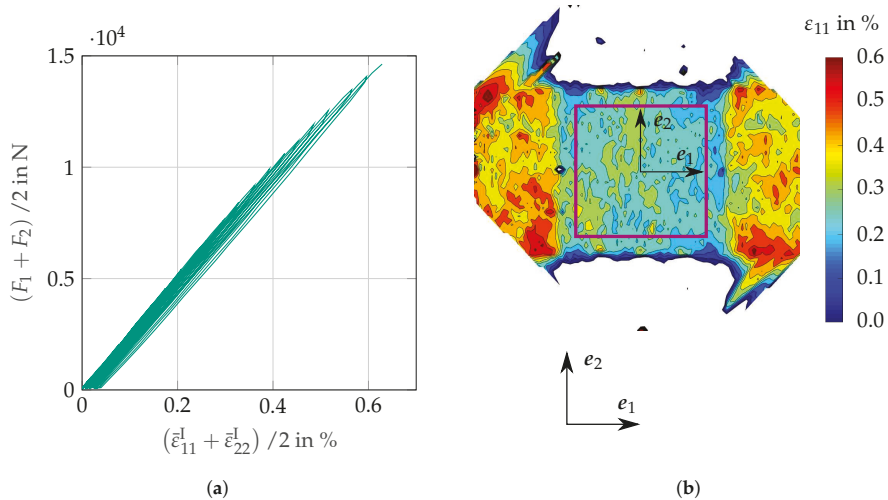 ·10⁴
1.5
1
0.5
0
0
0.2
0.4
0.6
(F₁ + F₂) /2 in N
(ε̄ᴵ₁₁ + ε̄ᴵ₂₂) /2 in %
(a)
ε₁₁ in %
0.6
0.5
0.4
0.3
0.2
0.1
0.0
e₂
e₁
e₂
e₁
(b)